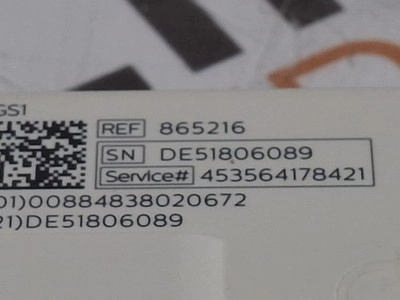 GS1
REF 865216
SN DE51806089
Service# 453564178421
01)00884838020672
21)DE51806089